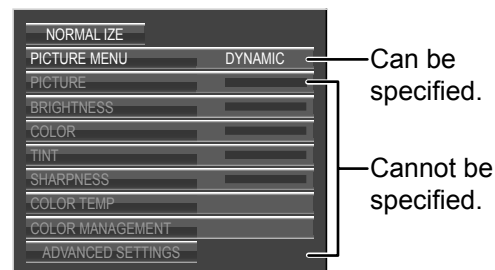 NORMAL IZE
PICTURE MENU DYNAMIC
Can be
specified.
PICTURE
BRIGHTNESS
COLOR
TINT
SHARPNESS
COLOR TEMP
COLOR MANAGEMENT
ADVANCED SETTINGS
Cannot be
specified.